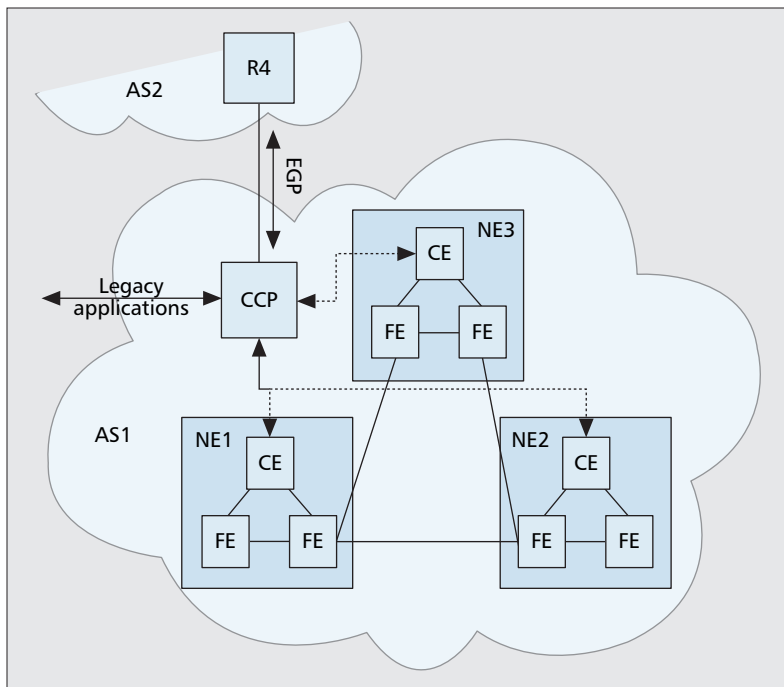 R4
AS2
EGP
NE3
CE
Legacy
applications
CCP
FE
FE
AS1
NE1
NE2
CE
CE
FE
FE
FE
FE